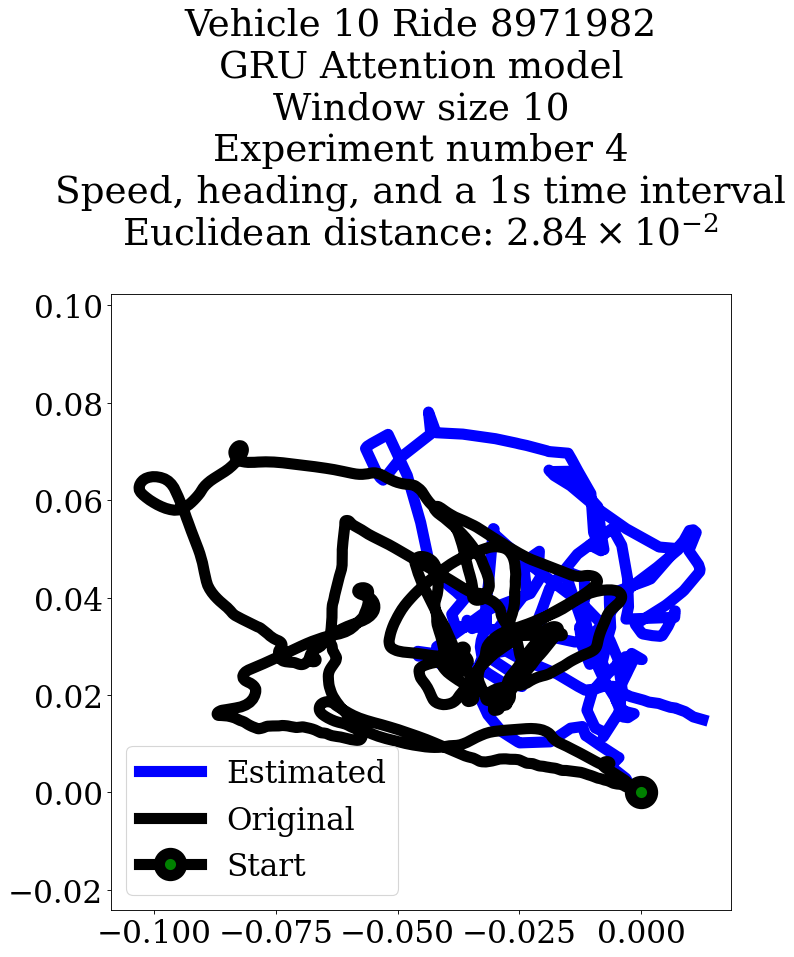 Vehicle 10 Ride 8971982
GRU Attention model
Window size 10
Experiment number 4
Speed, heading, and a 1s time interval
Euclidean distance: 2.84 × 10⁻²
0.10
0.08
0.06
0.04
0.02
0.00
−0.02
Estimated
Original
Start
−0.100 −0.075 −0.050 −0.025 0.000